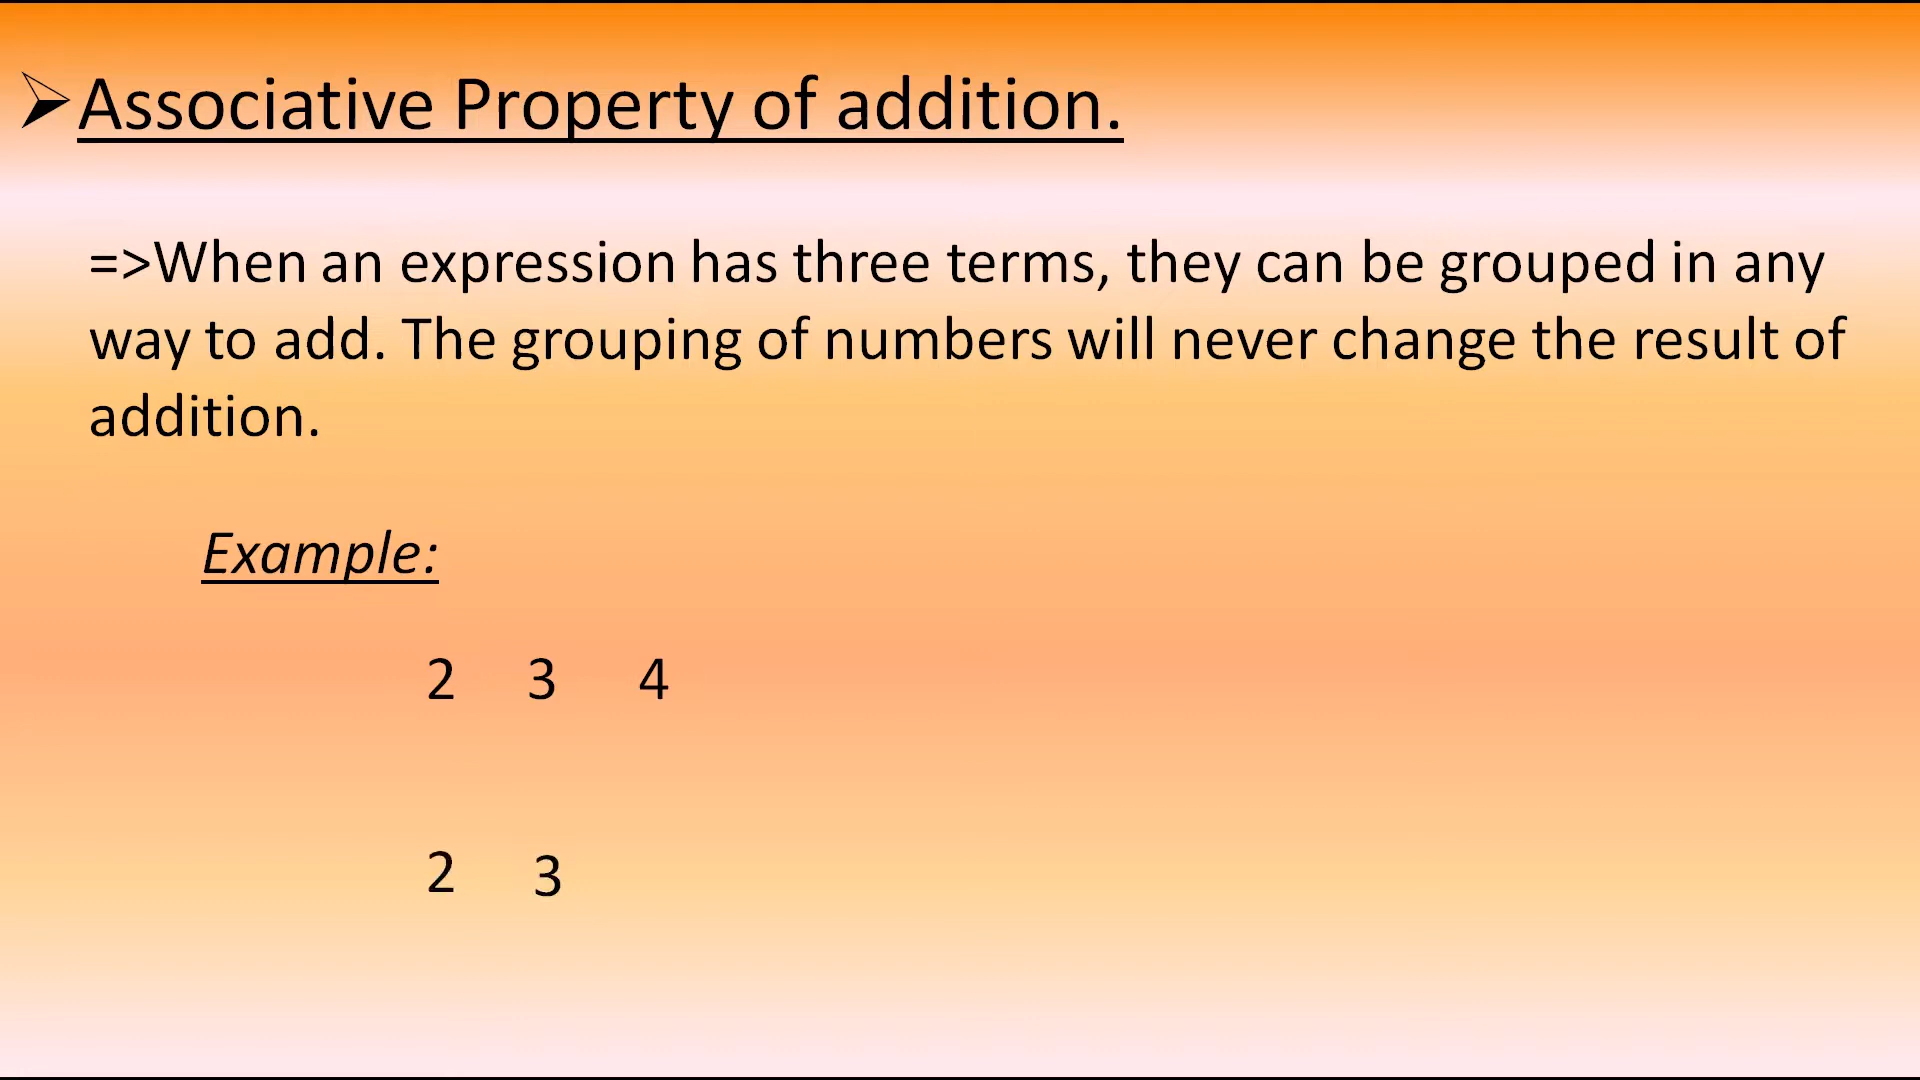 Associative Property of addition.
=>When an expression has three terms, they can be grouped in any
way to add. The grouping of numbers will never change the result of
addition.
Example:
2 3 4
2 3